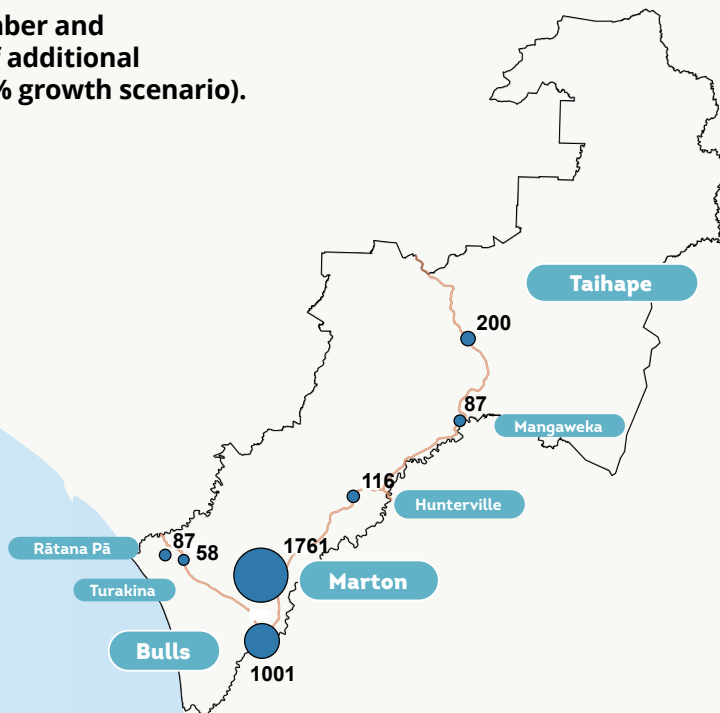 and
additional
growth scenario).
Taihape
200
87
Mangaweka
116
Hunterville
Rātana Pā
87
58
1761
Turakina
Marton
Bulls
1001